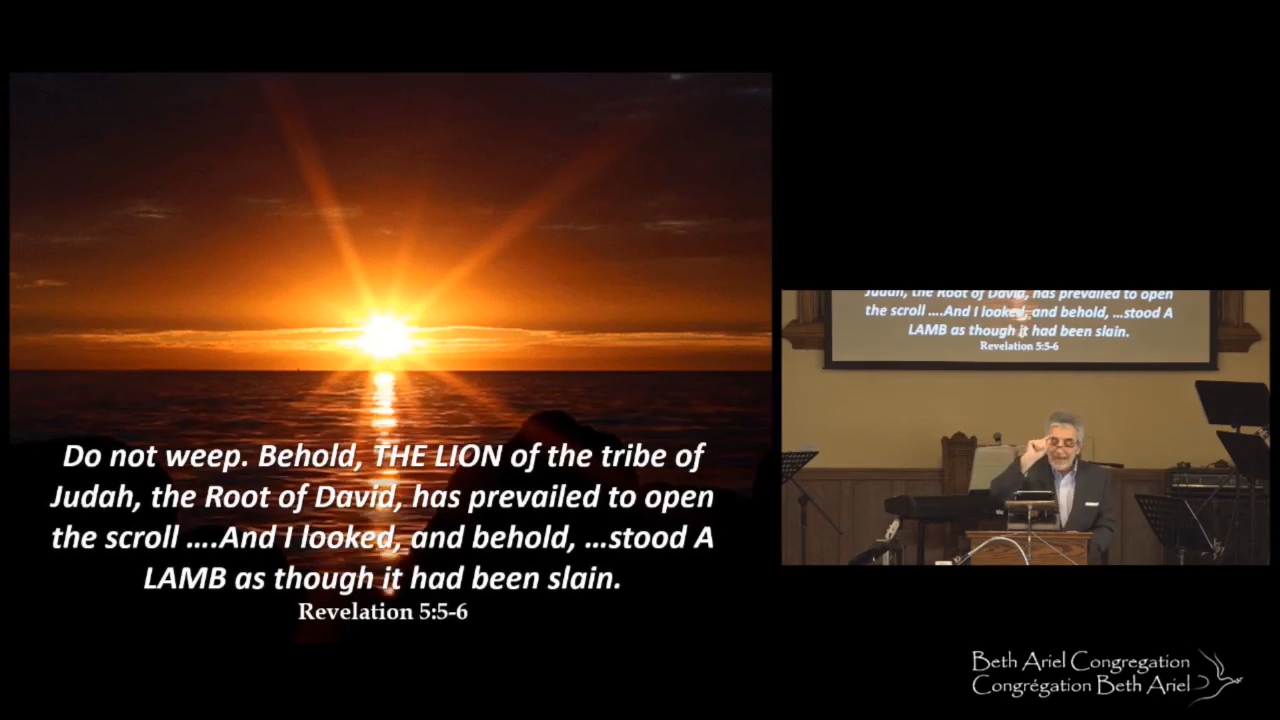 Do not weep. Behold, THE LION of the tribe of
Judah, the Root of David, has prevailed to open
the scroll ....And I looked, and behold, ...stood A
LAMB as though it had been slain.
Revelation 5:5-6
Judah, the Root of David, has prevailed to open
the scroll ....And I looked, and behold, ...stood A
LAMB as though it had been slain.
Revelation 5:5-6
Beth Ariel Congregation
Congrégation Beth Ariel